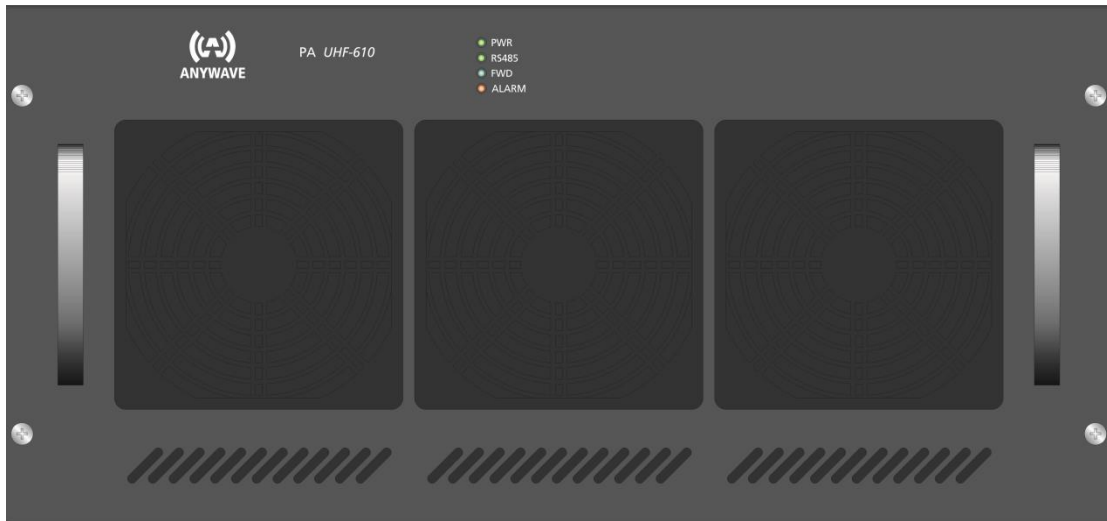 ANYWAVE
PA UHF-610
PWR
RS485
FWD
ALARM